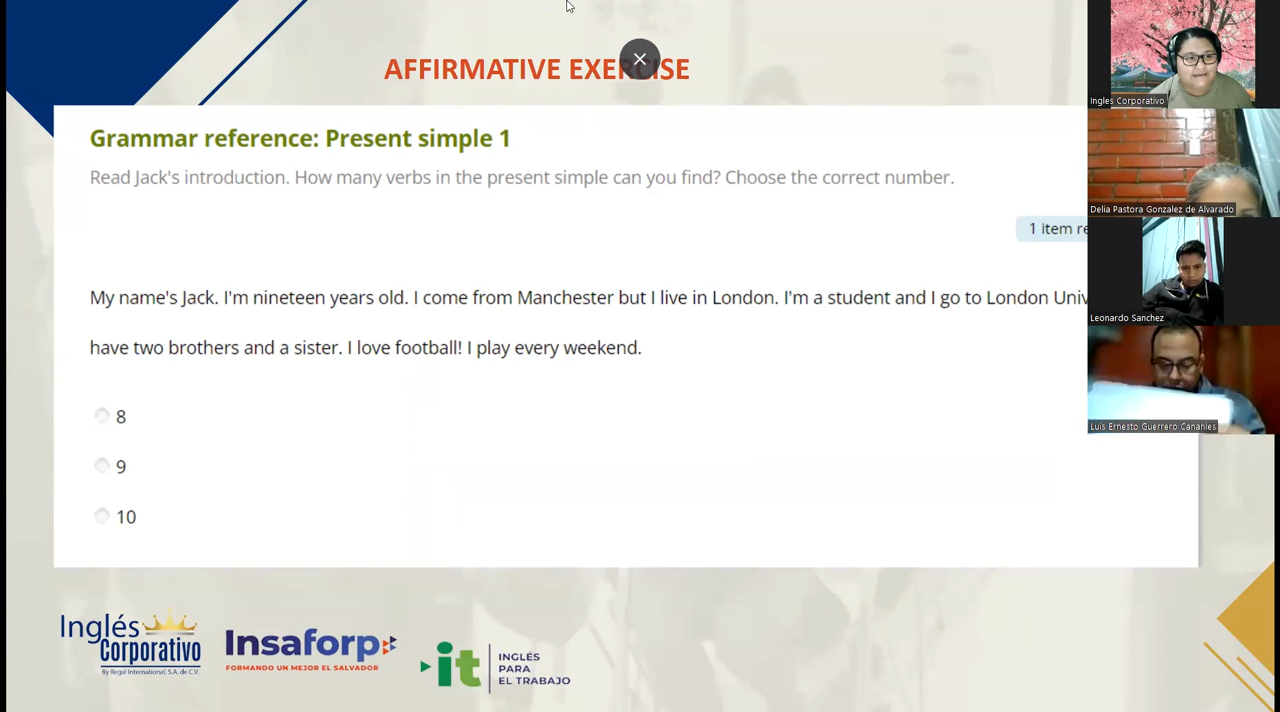 AFFIRMATIVE EXERCISE
Grammar reference: Present simple 1
Read Jack's introduction. How many verbs in the present simple can you find? Choose the correct number.
1 item re
My name's Jack. I'm nineteen years old. I come from Manchester but I live in London. I'm a student and I go to London Univ
have two brothers and a sister. I love football! I play every weekend.
8
9
10
Ingles Corporativo
Delia Pastora Gonzalez de Alvarado
Leonardo Sanchez
Luis Ernesto Guerrero Cananles
Inglés
Corporativo
By Regal International, S.A. de C.V.
Insaforp
FORMANDO UN MEJOR EL SALVADOR
it
INGLÉS
PARA
EL TRABAJO